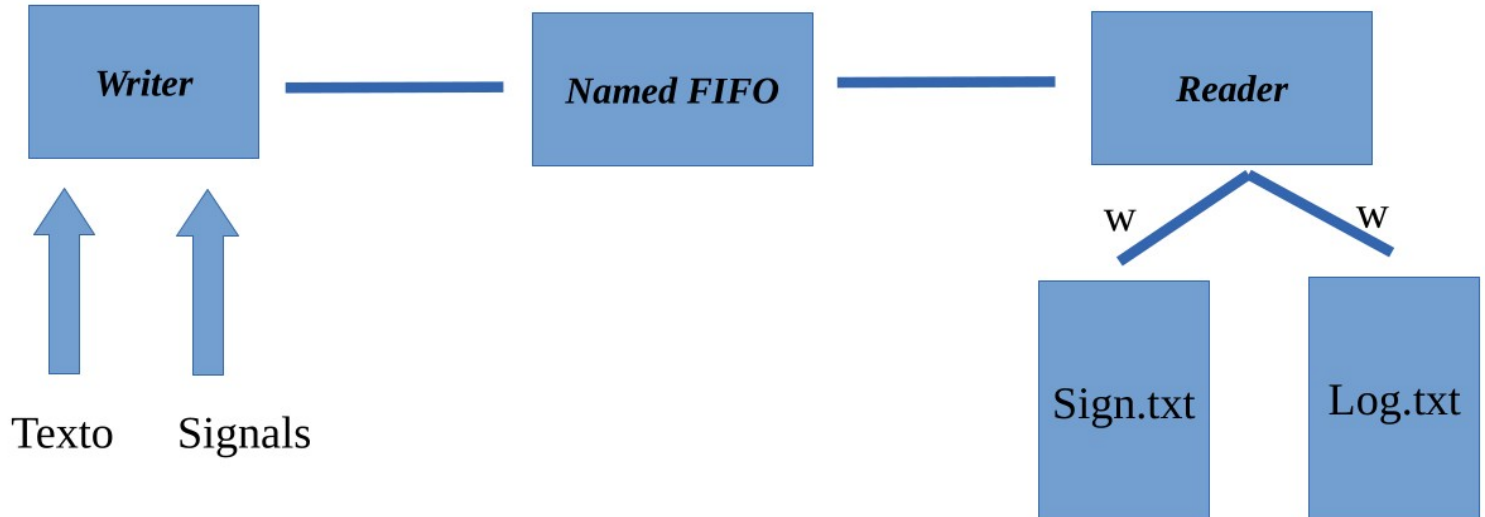 Writer
Named FIFO
Reader
w
w
Sign.txt
Log.txt
Texto
Signals